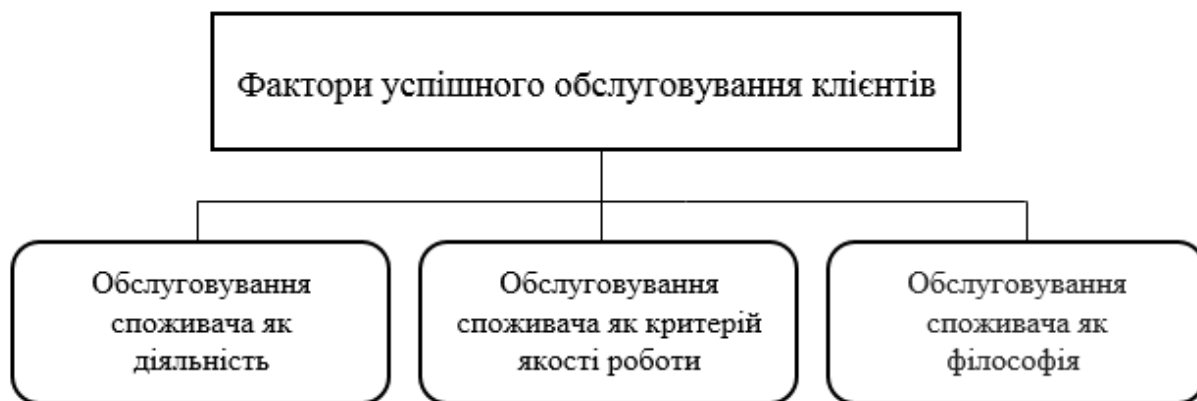 Фактори успішного обслуговування клієнтів
Обслуговування
споживача як
діяльність
Обслуговування
споживача як критерій
якості роботи
Обслуговування
споживача як
філософія